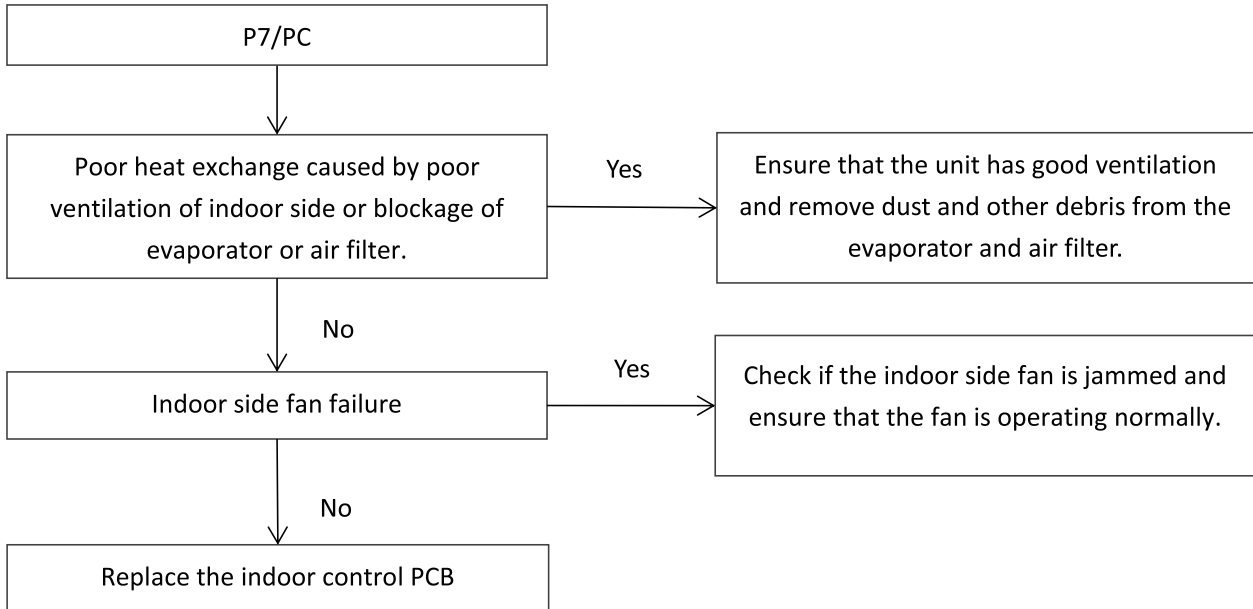 P7/PC
Poor heat exchange caused by poor
ventilation of indoor side or blockage of
evaporator or air filter.
Yes
Ensure that the unit has good ventilation
and remove dust and other debris from the
evaporator and air filter.
No
Indoor side fan failure
Yes
Check if the indoor side fan is jammed and
ensure that the fan is operating normally.
No
Replace the indoor control PCB